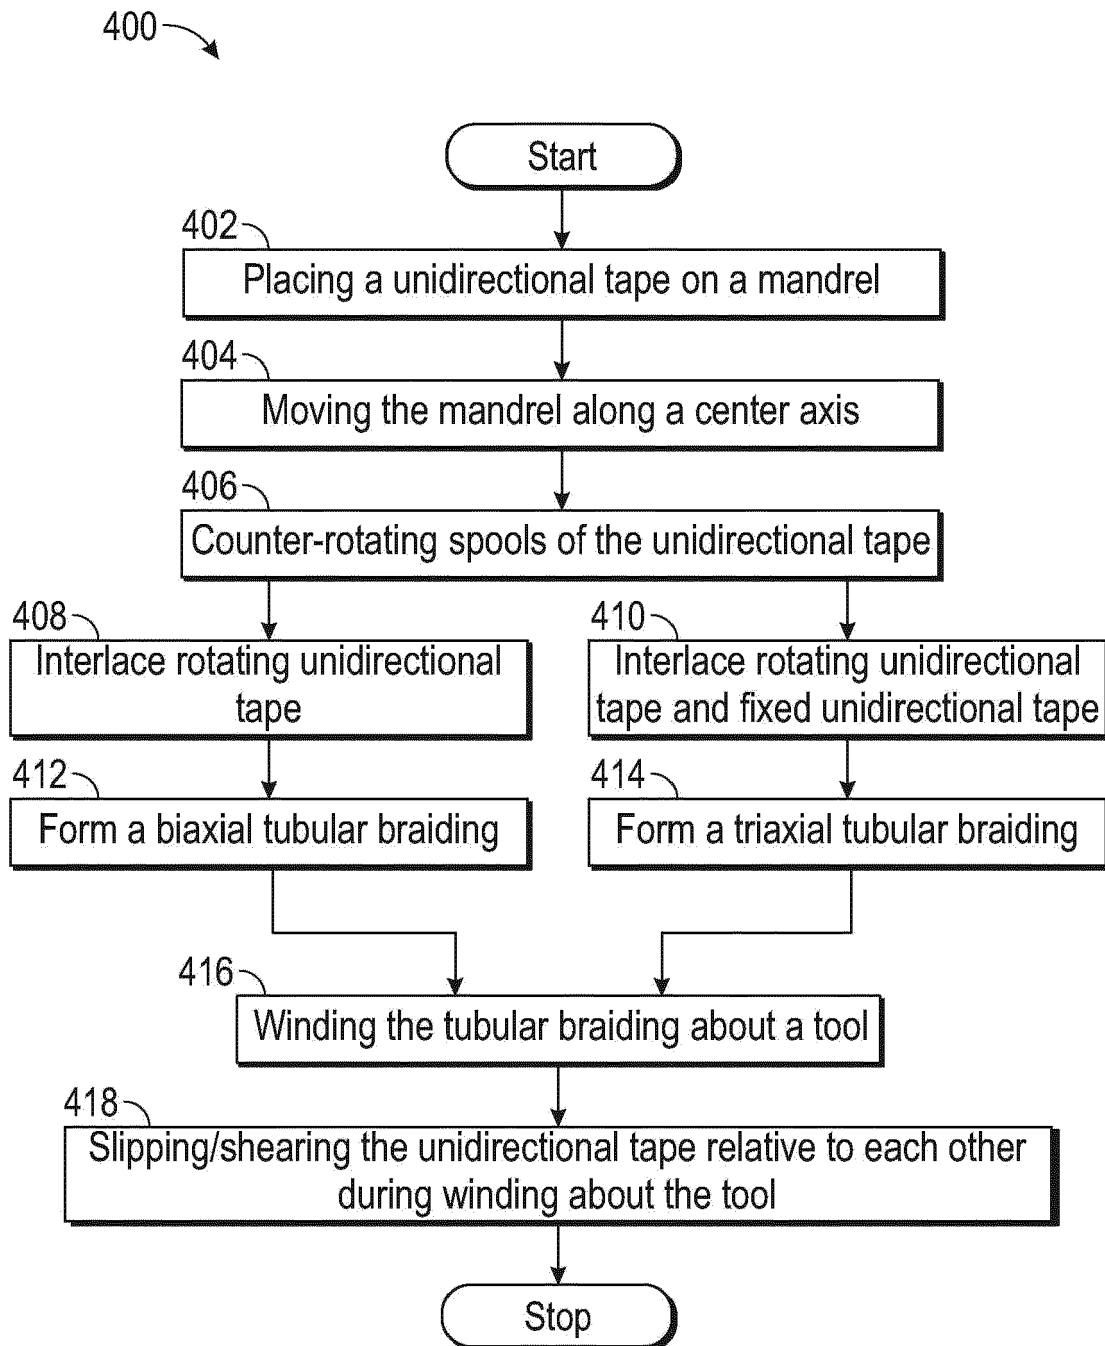 400
Start
402
Placing a unidirectional tape on a mandrel
404
Moving the mandrel along a center axis
406
Counter-rotating spools of the unidirectional tape
408
Interlace rotating unidirectional
tape
410
Interlace rotating unidirectional
tape and fixed unidirectional tape
412
Form a biaxial tubular braiding
414
Form a triaxial tubular braiding
416
Winding the tubular braiding about a tool
418
Slipping/shearing the unidirectional tape relative to each other
during winding about the tool
Stop